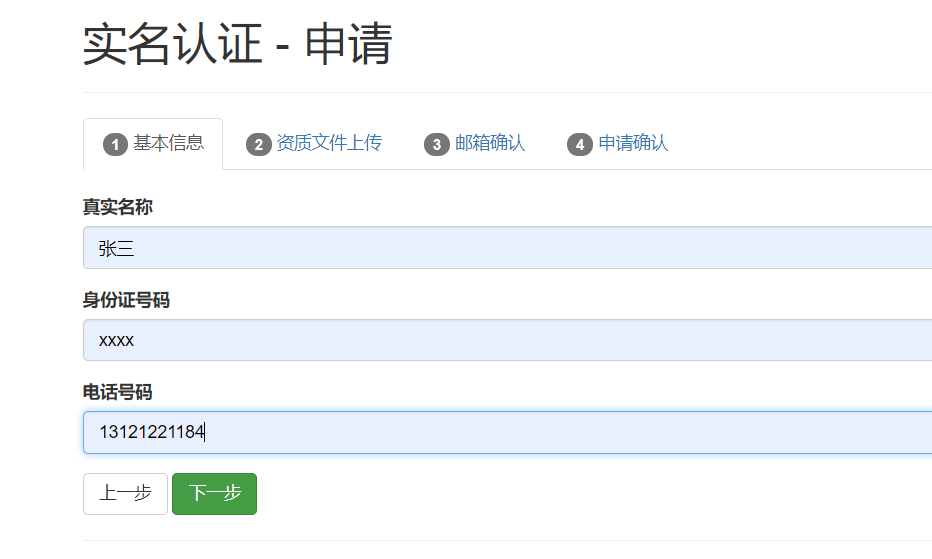 实名认证 - 申请
1 基本信息 2 资质文件上传 3 邮箱确认 4 申请确认
真实名称
张三
身份证号码
xxxx
电话号码
13121221184
上一步 下一步